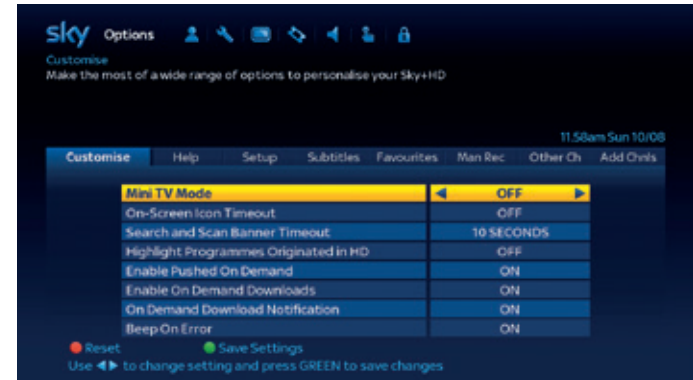 sky Options
Customise
Make the most of a wide range of options to personalise your Sky+HD
11.58am Sun 10/08
Customise Help Setup Subtitles Favourites Man Rec Other Ch Add Chnls
Mini TV Mode OFF
On-Screen Icon Timeout OFF
Search and Scan Banner Timeout 10 SECONDS
Highlight Programmes Originated in HD OFF
Enable Pushed On Demand ON
Enable On Demand Downloads ON
On Demand Download Notification ON
Beep On Error ON
Reset Save Settings
Use ◀▶ to change setting and press GREEN to save changes